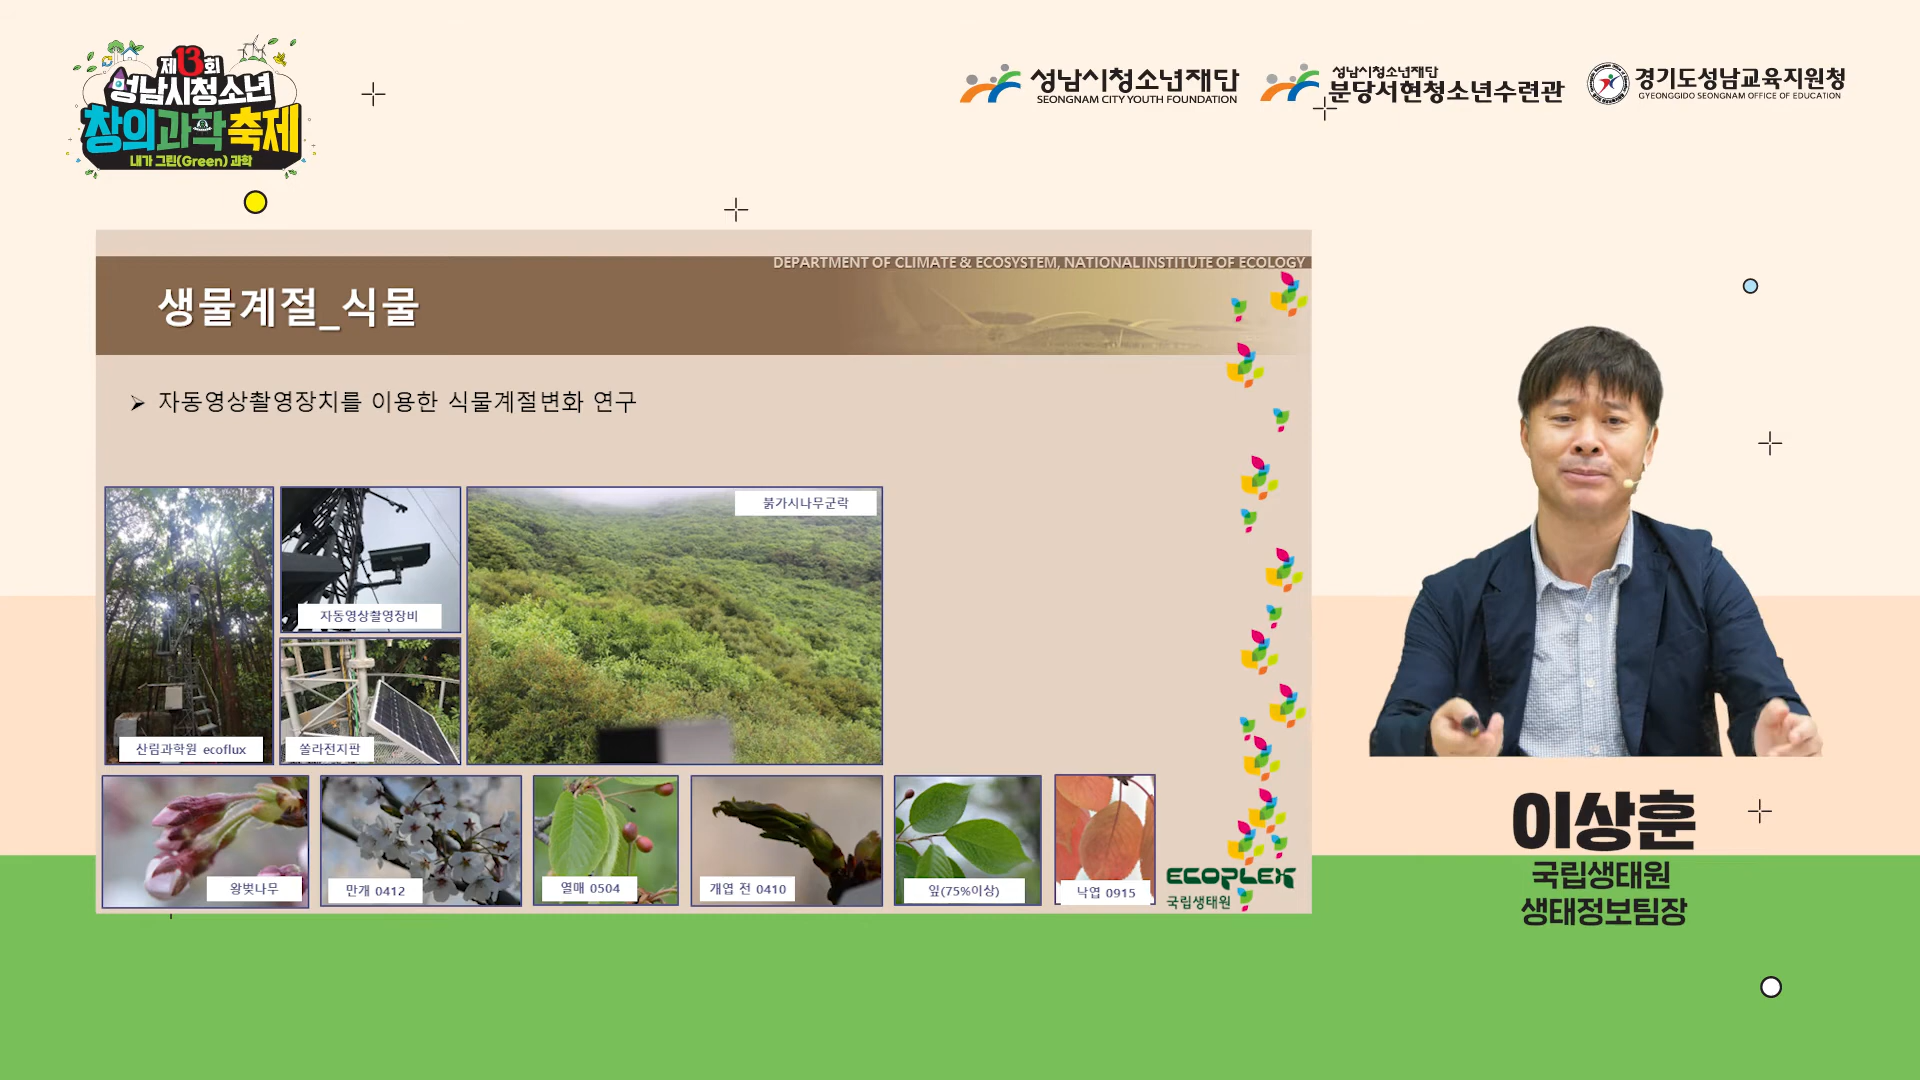 제13회
성남시청소년
창의과학축제
내가 그린(Green) 과학
성남시청소년재단
SEONGNAM CITY YOUTH FOUNDATION
성남시청소년재단
분당서현청소년수련관
경기도성남교육지원청
GYEONGGIDO SEONGNAM OFFICE OF EDUCATION
DEPARTMENT OF CLIMATE & ECOSYSTEM, NATIONAL INSTITUTE OF ECOLOGY
생물계절_식물
➢ 자동영상촬영장치를 이용한 식물계절변화 연구
붉가시나무군락
자동영상촬영장비
산림과학원 ecoflux
쏠라전지판
왕벚나무
만개 0412
열매 0504
개엽 전 0410
잎(75%이상)
낙엽 0915
ECOPLEX
국립생태원
이상훈
국립생태원
생태정보팀장